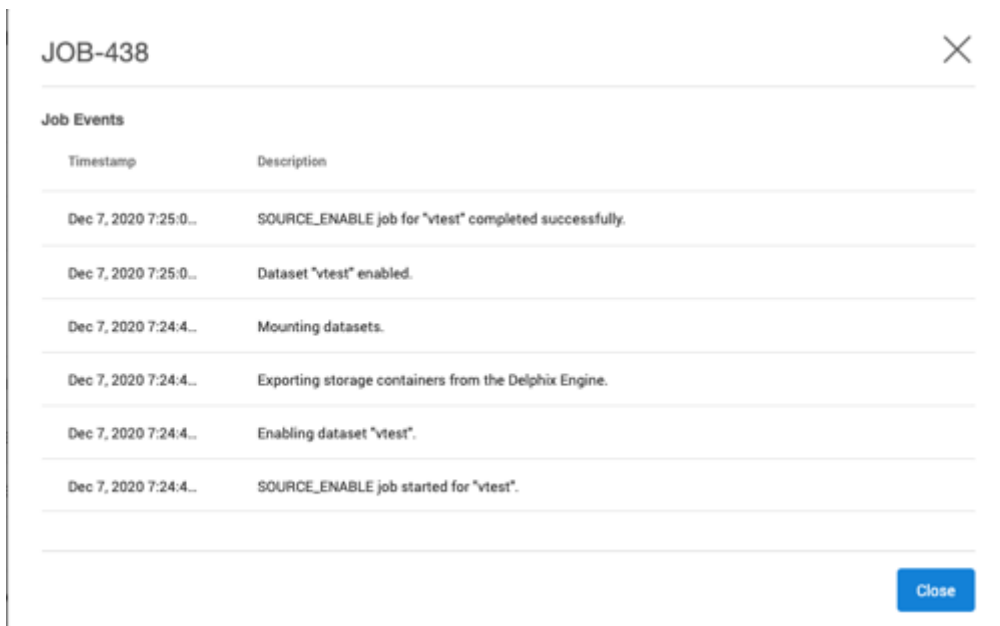 JOB-438
Job Events
Timestamp Description
Dec 7, 2020 7:25:0... SOURCE_ENABLE job for "vtest" completed successfully.
Dec 7, 2020 7:25:0... Dataset "vtest" enabled.
Dec 7, 2020 7:24:4... Mounting datasets.
Dec 7, 2020 7:24:4... Exporting storage containers from the Delphix Engine.
Dec 7, 2020 7:24:4... Enabling dataset "vtest".
Dec 7, 2020 7:24:4... SOURCE_ENABLE job started for "vtest".
Close